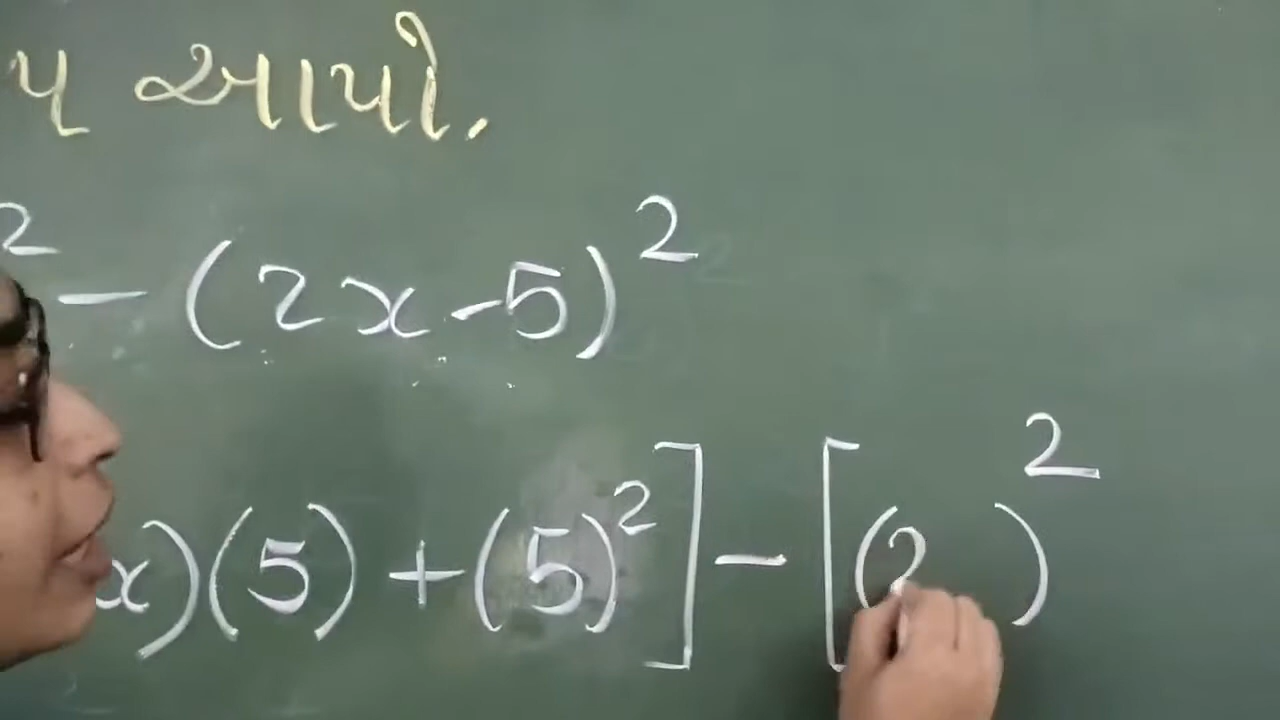 પ આપો.
2 - (2x-5)²
x)(5) + (5)²] - [(2 )²